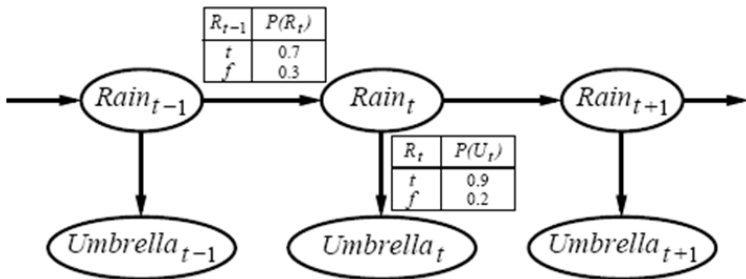 R_{t-1} P(R_t)
t 0.7
f 0.3
Rain_{t-1} Rain_t Rain_{t+1}
R_t P(U_t)
t 0.9
f 0.2
Umbrella_{t-1} Umbrella_t Umbrella_{t+1}